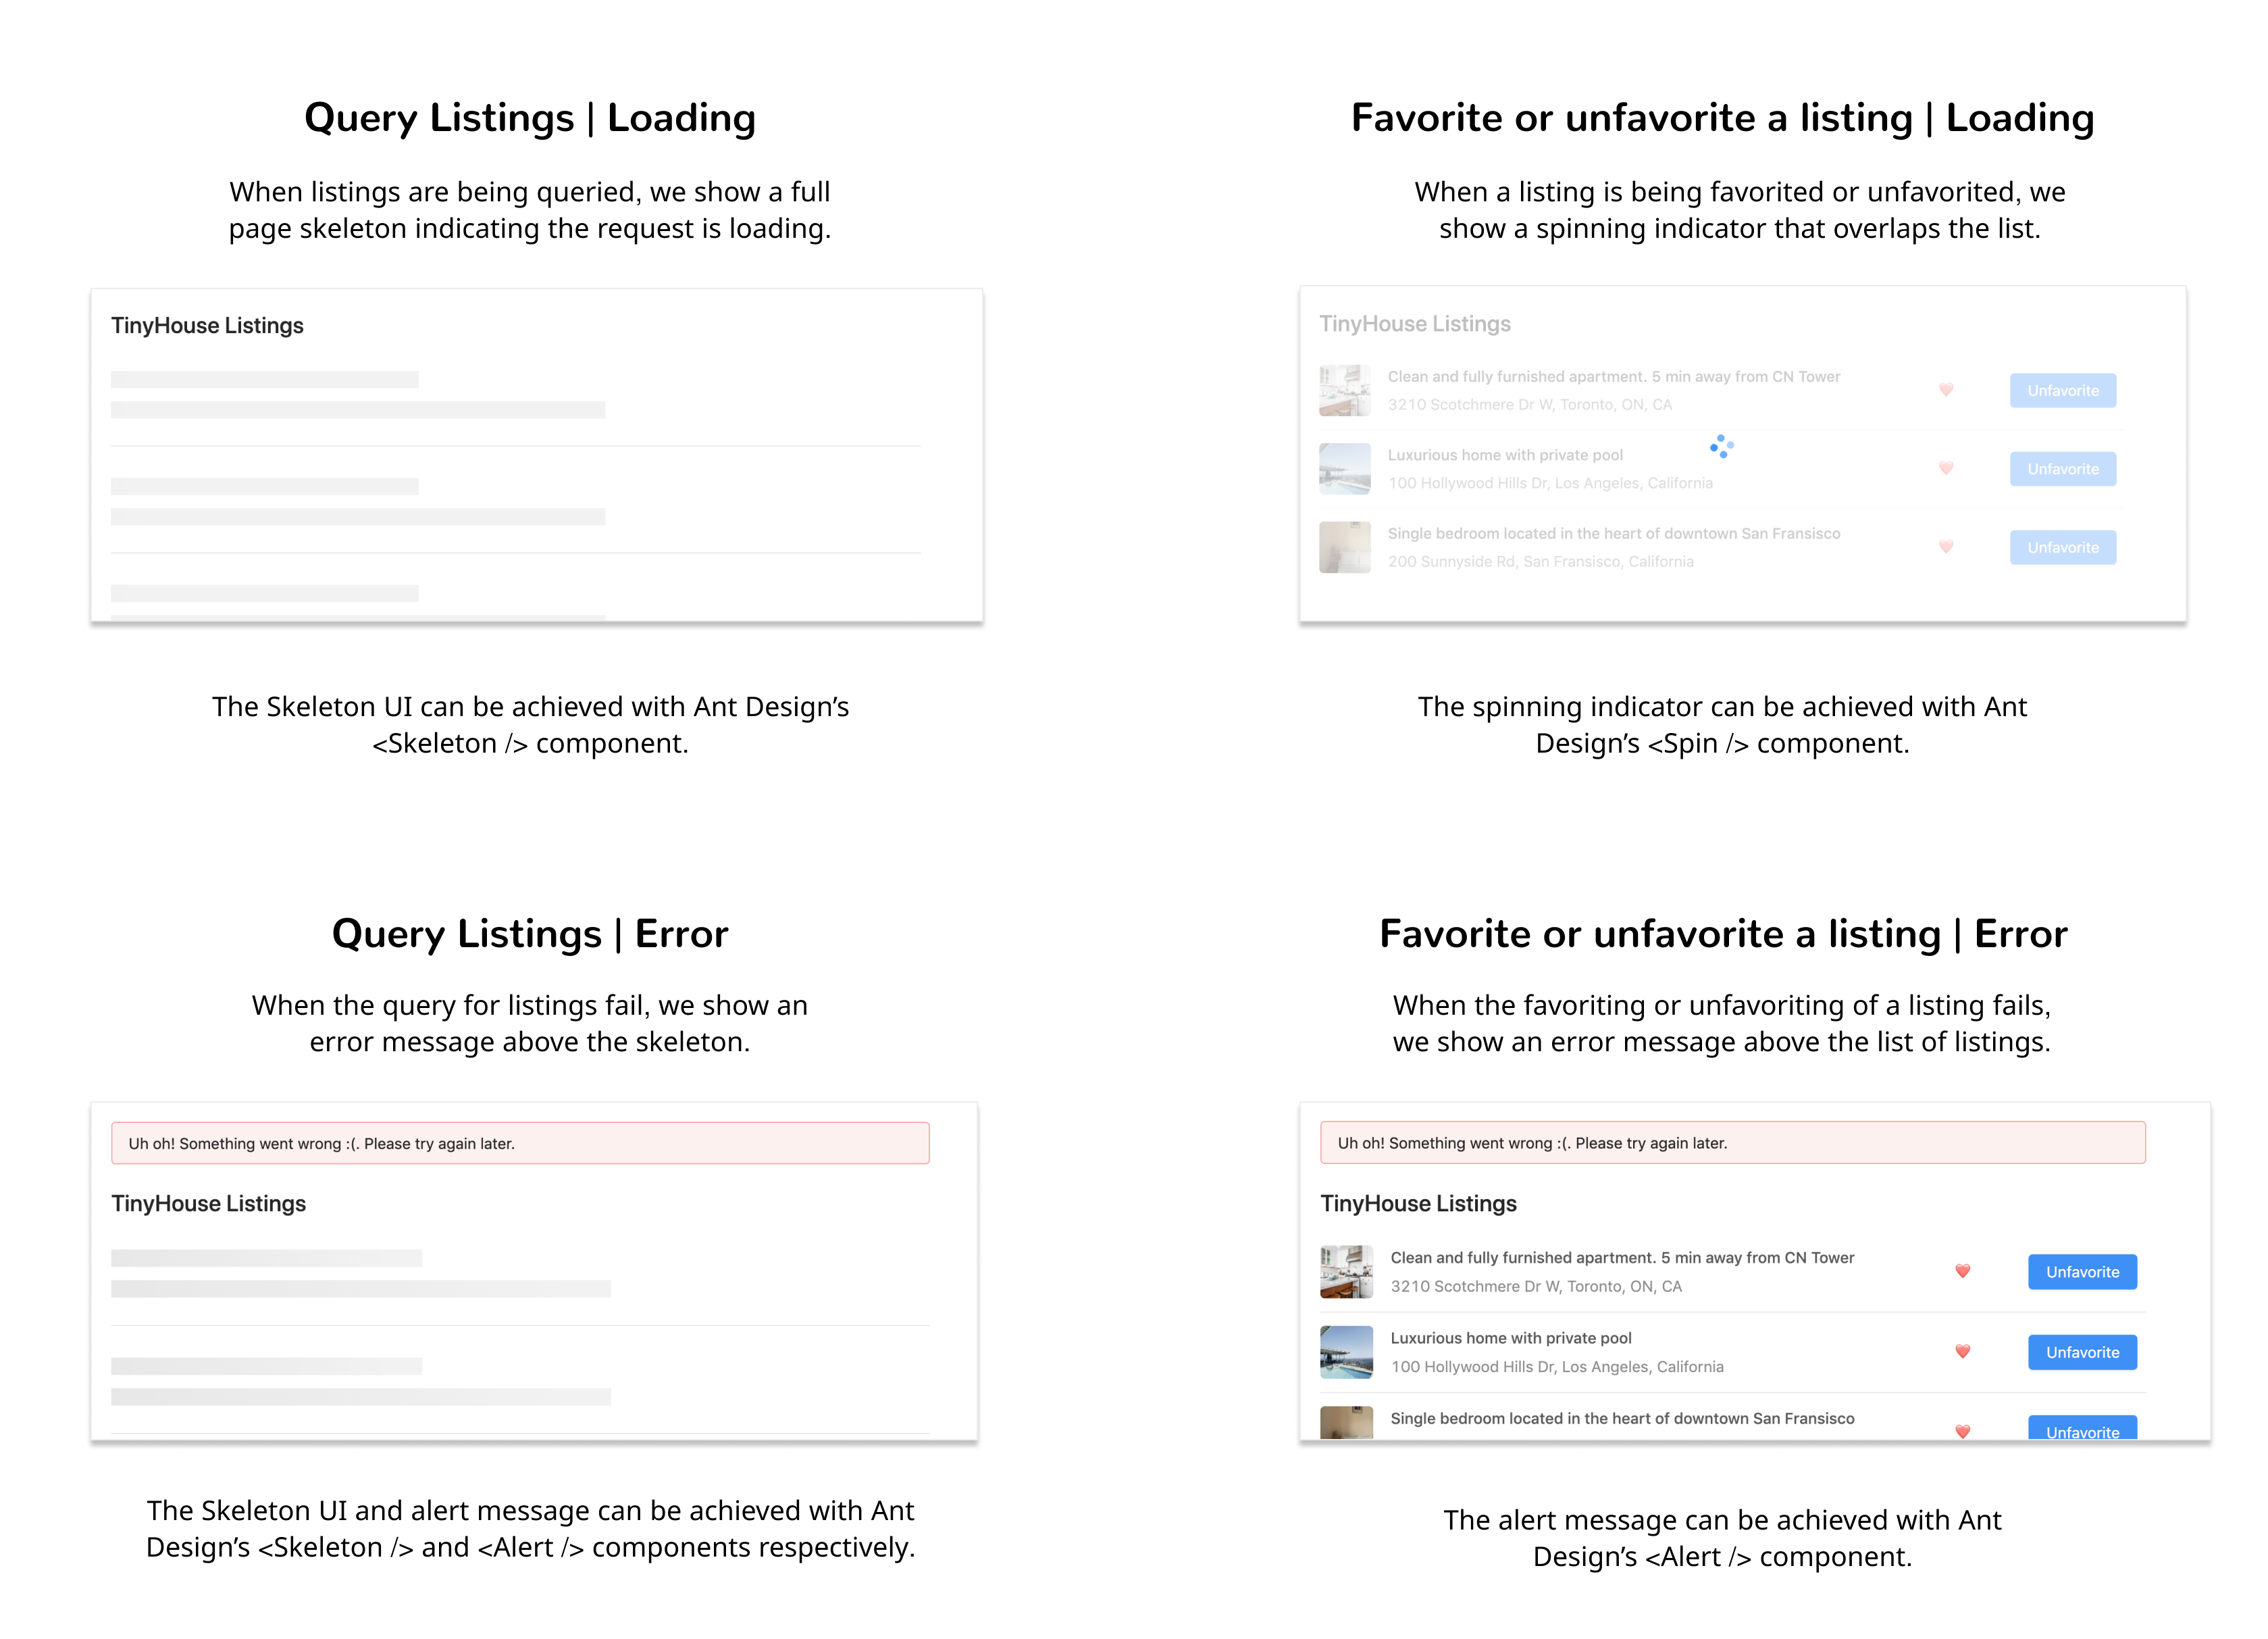 Query Listings | Loading
When listings are being queried, we show a full
page skeleton indicating the request is loading.
TinyHouse Listings
The Skeleton UI can be achieved with Ant Design’s
<Skeleton /> component.
Favorite or unfavorite a listing | Loading
When a listing is being favorited or unfavorited, we
show a spinning indicator that overlaps the list.
TinyHouse Listings
Clean and fully furnished apartment. 5 min away from CN Tower
3210 Scotchmere Dr W, Toronto, ON, CA
Unfavorite
Luxurious home with private pool
100 Hollywood Hills Dr, Los Angeles, California
Unfavorite
Single bedroom located in the heart of downtown San Fransisco
200 Sunnyside Rd, San Fransisco, California
Unfavorite
The spinning indicator can be achieved with Ant
Design’s <Spin /> component.
Query Listings | Error
When the query for listings fail, we show an
error message above the skeleton.
Uh oh! Something went wrong :(. Please try again later.
TinyHouse Listings
The Skeleton UI and alert message can be achieved with Ant
Design’s <Skeleton /> and <Alert /> components respectively.
Favorite or unfavorite a listing | Error
When the favoriting or unfavoriting of a listing fails,
we show an error message above the list of listings.
Uh oh! Something went wrong :(. Please try again later.
TinyHouse Listings
Clean and fully furnished apartment. 5 min away from CN Tower
3210 Scotchmere Dr W, Toronto, ON, CA
Unfavorite
Luxurious home with private pool
100 Hollywood Hills Dr, Los Angeles, California
Unfavorite
Single bedroom located in the heart of downtown San Fransisco
Unfavorite
The alert message can be achieved with Ant
Design’s <Alert /> component.